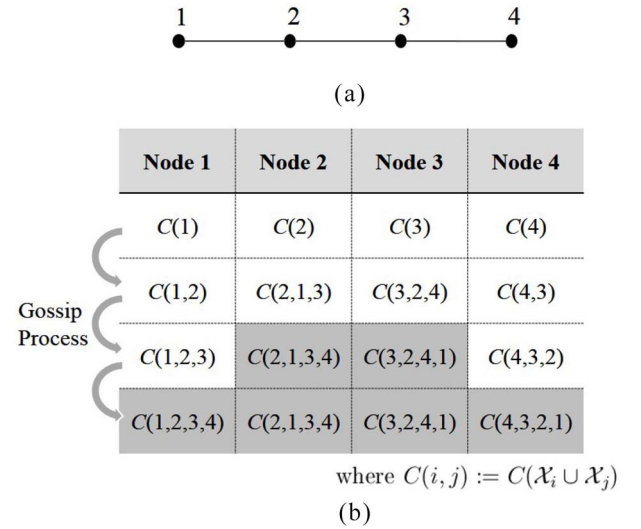 1 2 3 4
(a)
Node 1 Node 2 Node 3 Node 4
C(1) C(2) C(3) C(4)
C(1,2) C(2,1,3) C(3,2,4) C(4,3)
Gossip
Process
C(1,2,3) C(2,1,3,4) C(3,2,4,1) C(4,3,2)
C(1,2,3,4) C(2,1,3,4) C(3,2,4,1) C(4,3,2,1)
where C(i, j) := C(𝒳ᵢ ∪ 𝒳ⱼ)
(b)